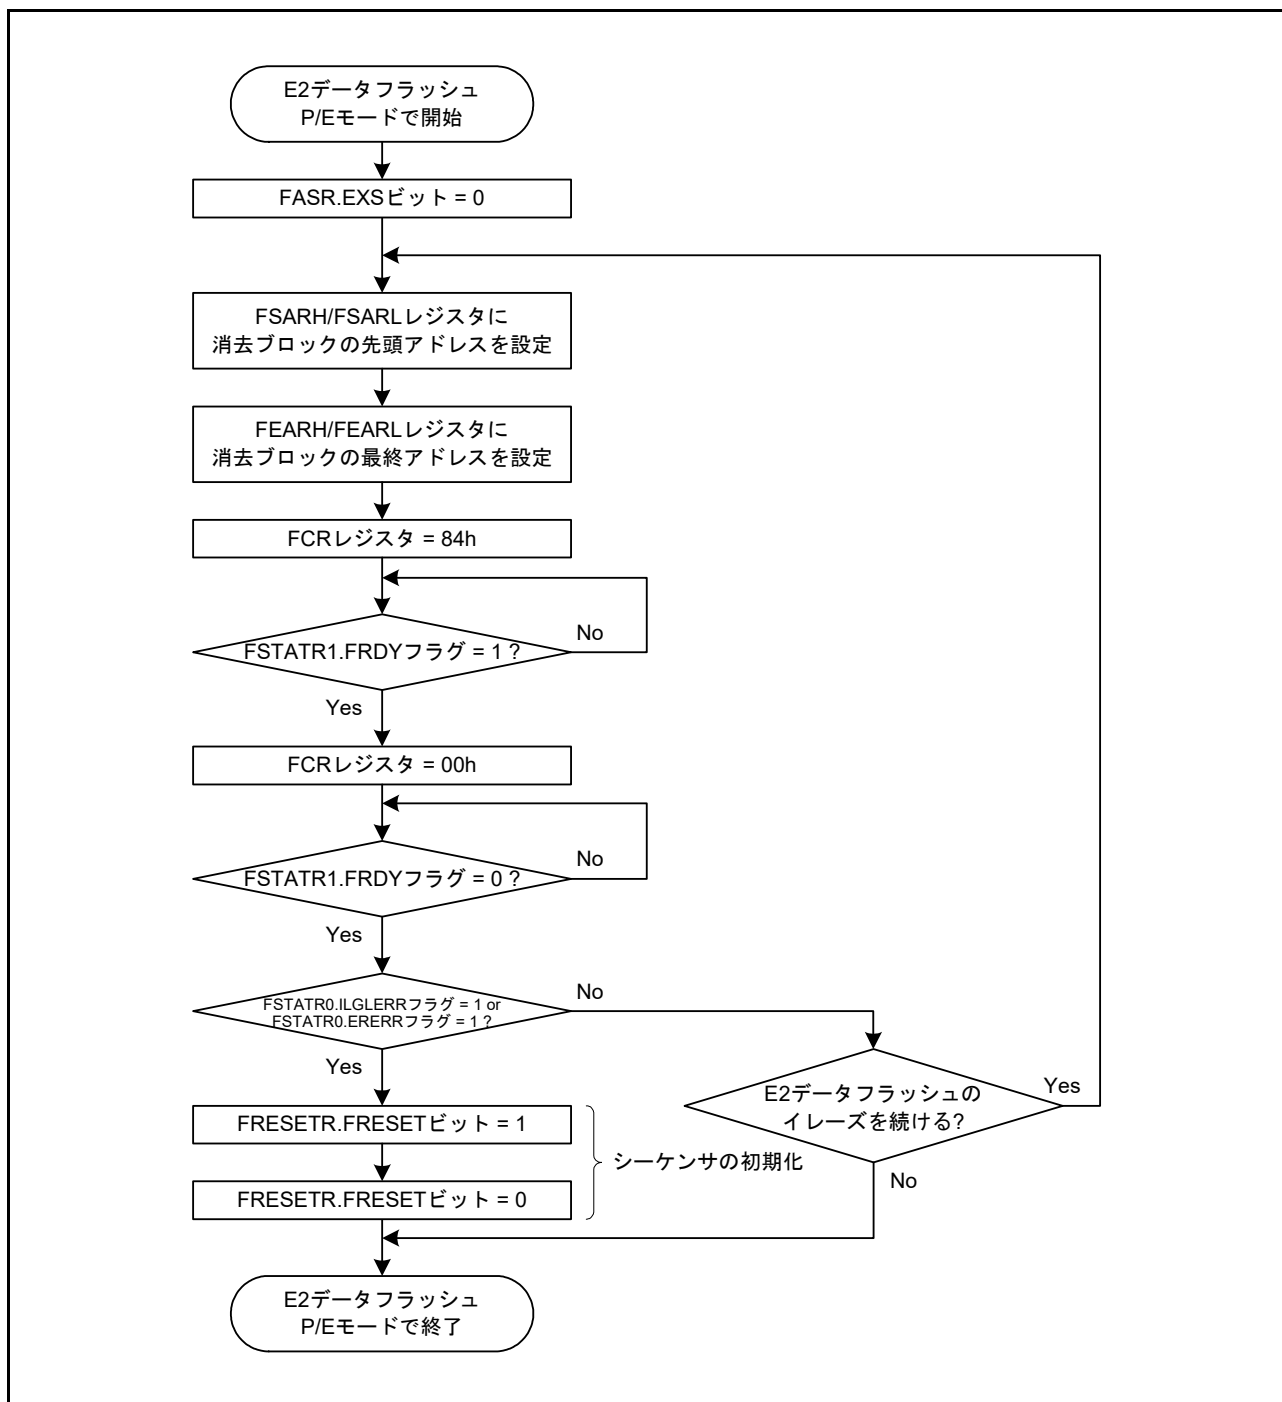 E2データフラッシュ
P/Eモードで開始
FASR.EXSビット = 0
FSARH/FSARLレジスタに
消去ブロックの先頭アドレスを設定
FEARH/FEARLレジスタに
消去ブロックの最終アドレスを設定
FCRレジスタ = 84h
No
FSTATR1.FRDYフラグ = 1 ?
Yes
FCRレジスタ = 00h
No
FSTATR1.FRDYフラグ = 0 ?
Yes
No
FSTATR0.ILGLERRフラグ = 1 or
FSTATR0.ERERRフラグ = 1 ?
Yes
E2データフラッシュの
イレーズを続ける?
Yes
No
FRESETR.FRESETビット = 1
シーケンサの初期化
FRESETR.FRESETビット = 0
E2データフラッシュ
P/Eモードで終了